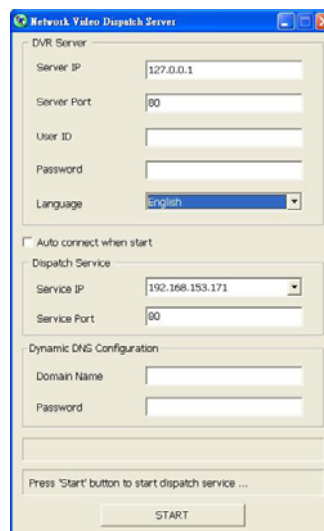 Network Video Dispatch Server
DVR Server
Server IP 127.0.0.1
Server Port 80
User ID
Password
Language English
Auto connect when start
Dispatch Service
Service IP 192.168.153.171
Service Port 80
Dynamic DNS Configuration
Domain Name
Password
Press 'Start' button to start dispatch service ...
START